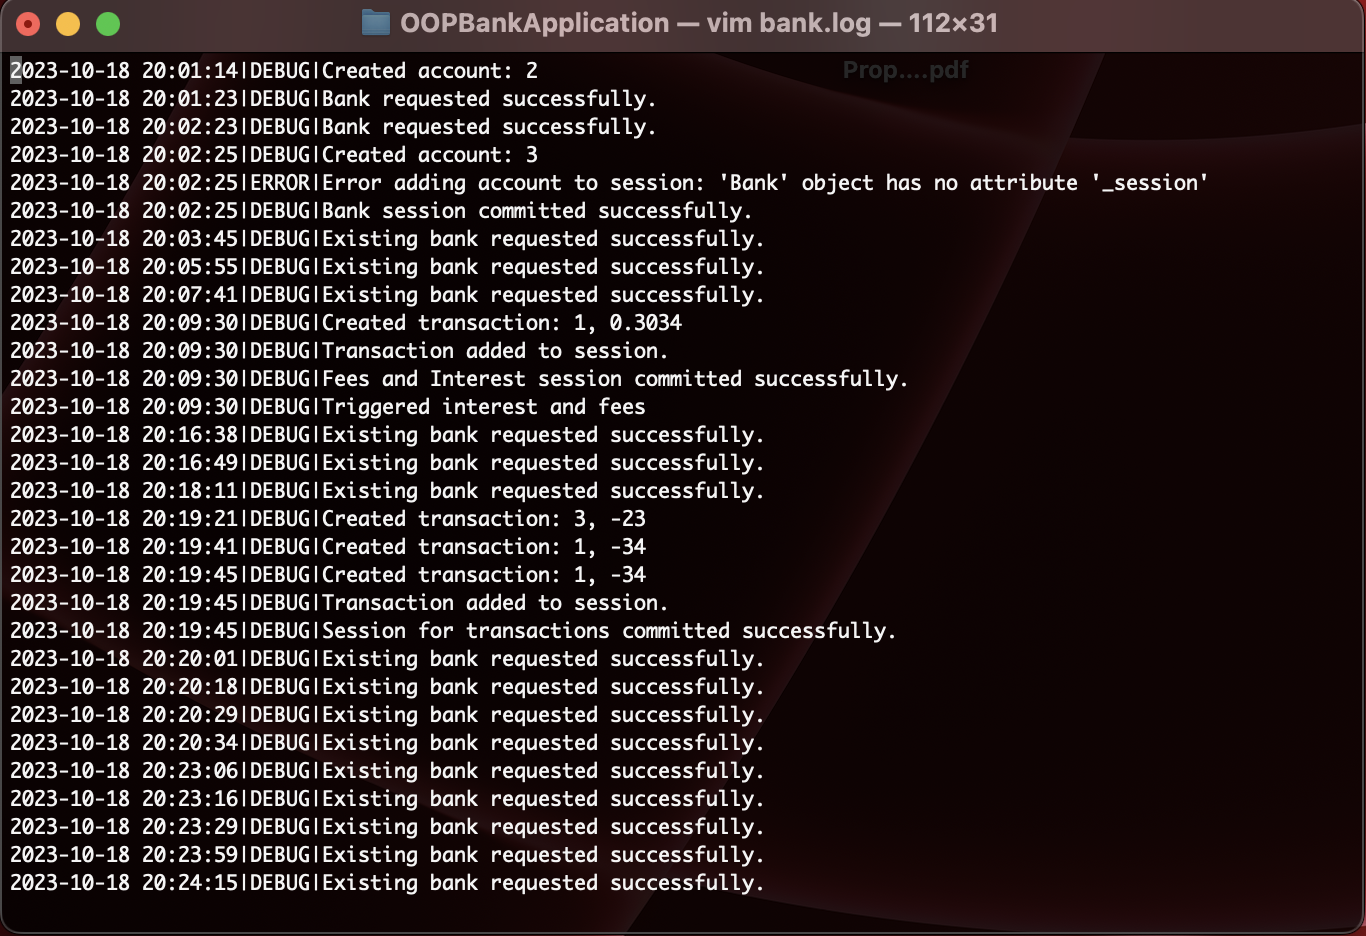 OOPBankApplication — vim bank.log — 112×31
Prop....pdf
2023-10-18 20:01:14|DEBUG|Created account: 2
2023-10-18 20:01:23|DEBUG|Bank requested successfully.
2023-10-18 20:02:23|DEBUG|Bank requested successfully.
2023-10-18 20:02:25|DEBUG|Created account: 3
2023-10-18 20:02:25|ERROR|Error adding account to session: 'Bank' object has no attribute '_session'
2023-10-18 20:02:25|DEBUG|Bank session committed successfully.
2023-10-18 20:03:45|DEBUG|Existing bank requested successfully.
2023-10-18 20:05:55|DEBUG|Existing bank requested successfully.
2023-10-18 20:07:41|DEBUG|Existing bank requested successfully.
2023-10-18 20:09:30|DEBUG|Created transaction: 1, 0.3034
2023-10-18 20:09:30|DEBUG|Transaction added to session.
2023-10-18 20:09:30|DEBUG|Fees and Interest session committed successfully.
2023-10-18 20:09:30|DEBUG|Triggered interest and fees
2023-10-18 20:16:38|DEBUG|Existing bank requested successfully.
2023-10-18 20:16:49|DEBUG|Existing bank requested successfully.
2023-10-18 20:18:11|DEBUG|Existing bank requested successfully.
2023-10-18 20:19:21|DEBUG|Created transaction: 3, -23
2023-10-18 20:19:41|DEBUG|Created transaction: 1, -34
2023-10-18 20:19:45|DEBUG|Created transaction: 1, -34
2023-10-18 20:19:45|DEBUG|Transaction added to session.
2023-10-18 20:19:45|DEBUG|Session for transactions committed successfully.
2023-10-18 20:20:01|DEBUG|Existing bank requested successfully.
2023-10-18 20:20:18|DEBUG|Existing bank requested successfully.
2023-10-18 20:20:29|DEBUG|Existing bank requested successfully.
2023-10-18 20:20:34|DEBUG|Existing bank requested successfully.
2023-10-18 20:23:06|DEBUG|Existing bank requested successfully.
2023-10-18 20:23:16|DEBUG|Existing bank requested successfully.
2023-10-18 20:23:29|DEBUG|Existing bank requested successfully.
2023-10-18 20:23:59|DEBUG|Existing bank requested successfully.
2023-10-18 20:24:15|DEBUG|Existing bank requested successfully.